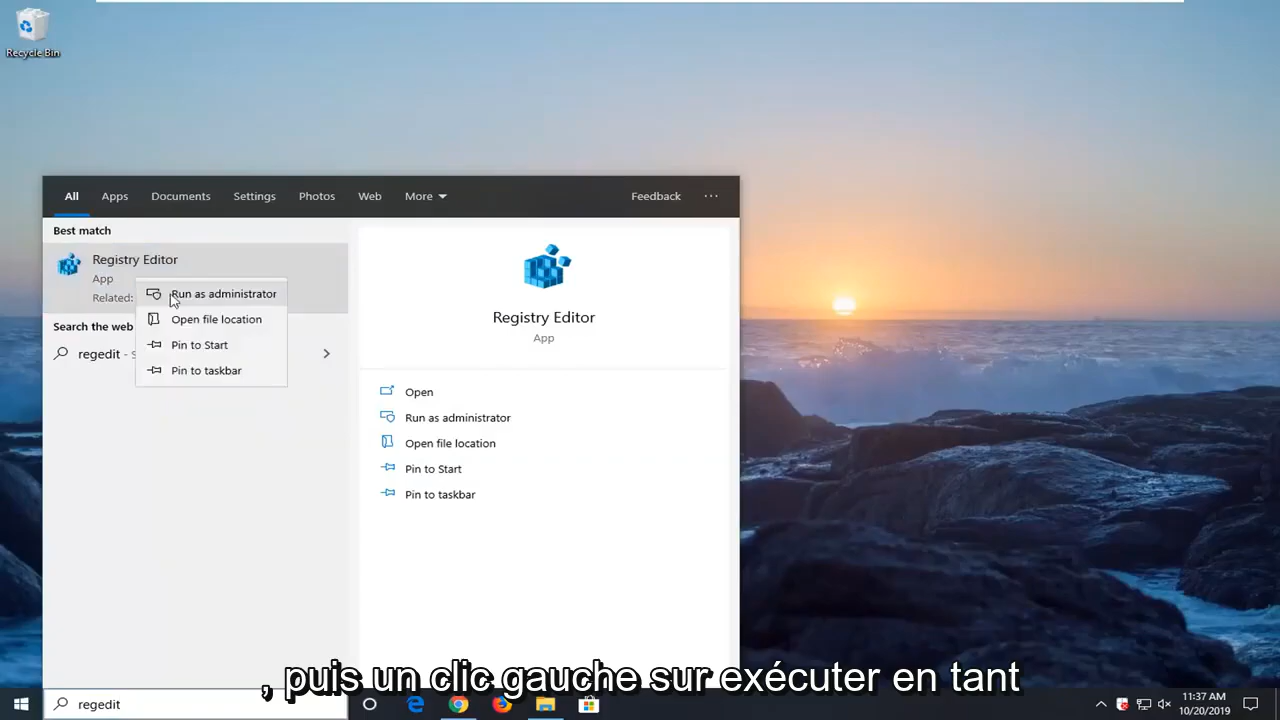 Recycle Bin
All Apps Documents Settings Photos Web More Feedback ...
Best match
Registry Editor
App
Related:
Run as administrator
Open file location
Pin to Start
Pin to taskbar
Search the web
regedit -
Registry Editor
App
Open
Run as administrator
Open file location
Pin to Start
Pin to taskbar
, puis un clic gauche sur exécuter en tant
regedit
11:37 AM
10/20/2019